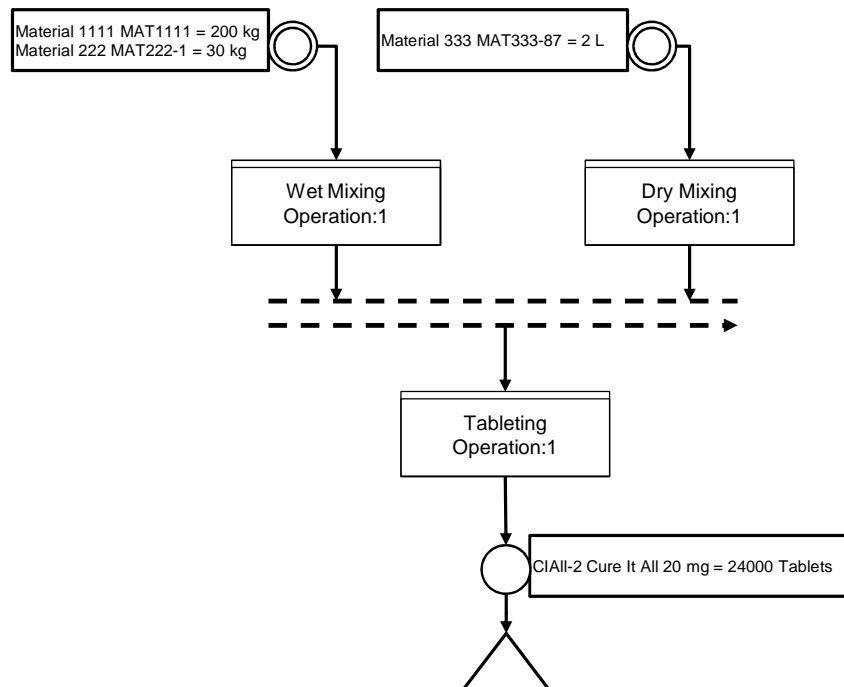 Material 1111 MAT1111 = 200 kg
Material 222 MAT222-1 = 30 kg
Material 333 MAT333-87 = 2 L
Wet Mixing
Operation:1
Dry Mixing
Operation:1
Tableting
Operation:1
CIAll-2 Cure It All 20 mg = 24000 Tablets